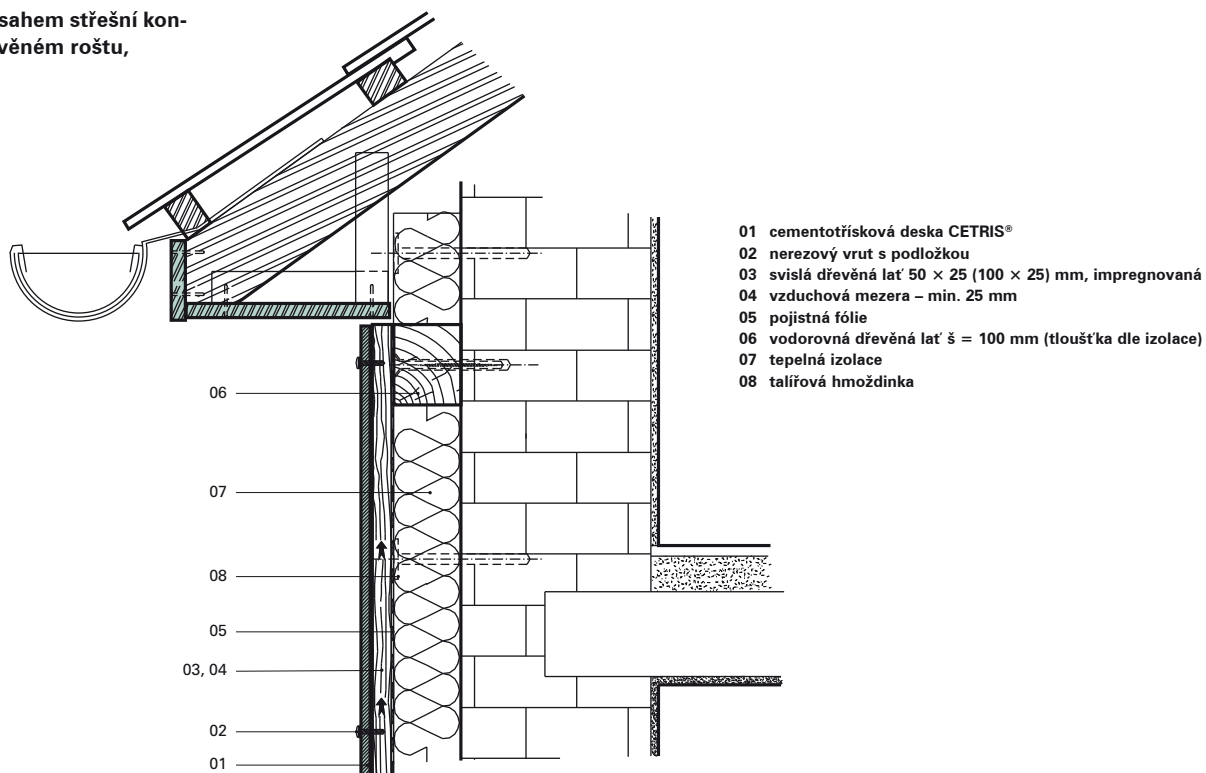 sahem střešní kon-
věném roštu,
01 cementotřísková deska CETRIS®
02 nerezový vrut s podložkou
03 svislá dřevěná lať 50 × 25 (100 × 25) mm, impregnovaná
04 vzduchová mezera – min. 25 mm
05 pojistná fólie
06 vodorovná dřevěná lať š = 100 mm (tloušťka dle izolace)
07 tepelná izolace
08 talířová hmoždinka
06
07
08
05
03, 04
02
01